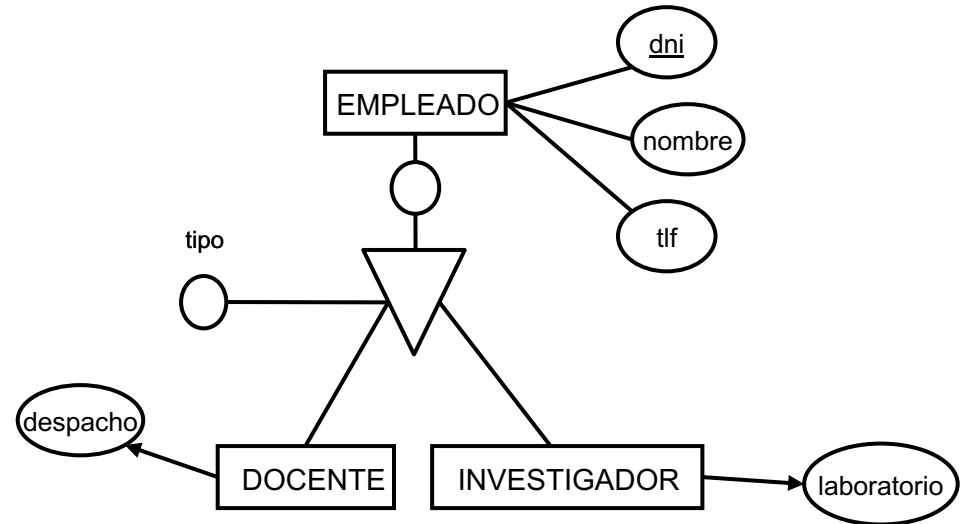 dni
EMPLEADO
nombre
tlf
tipo
despacho
DOCENTE
INVESTIGADOR
laboratorio